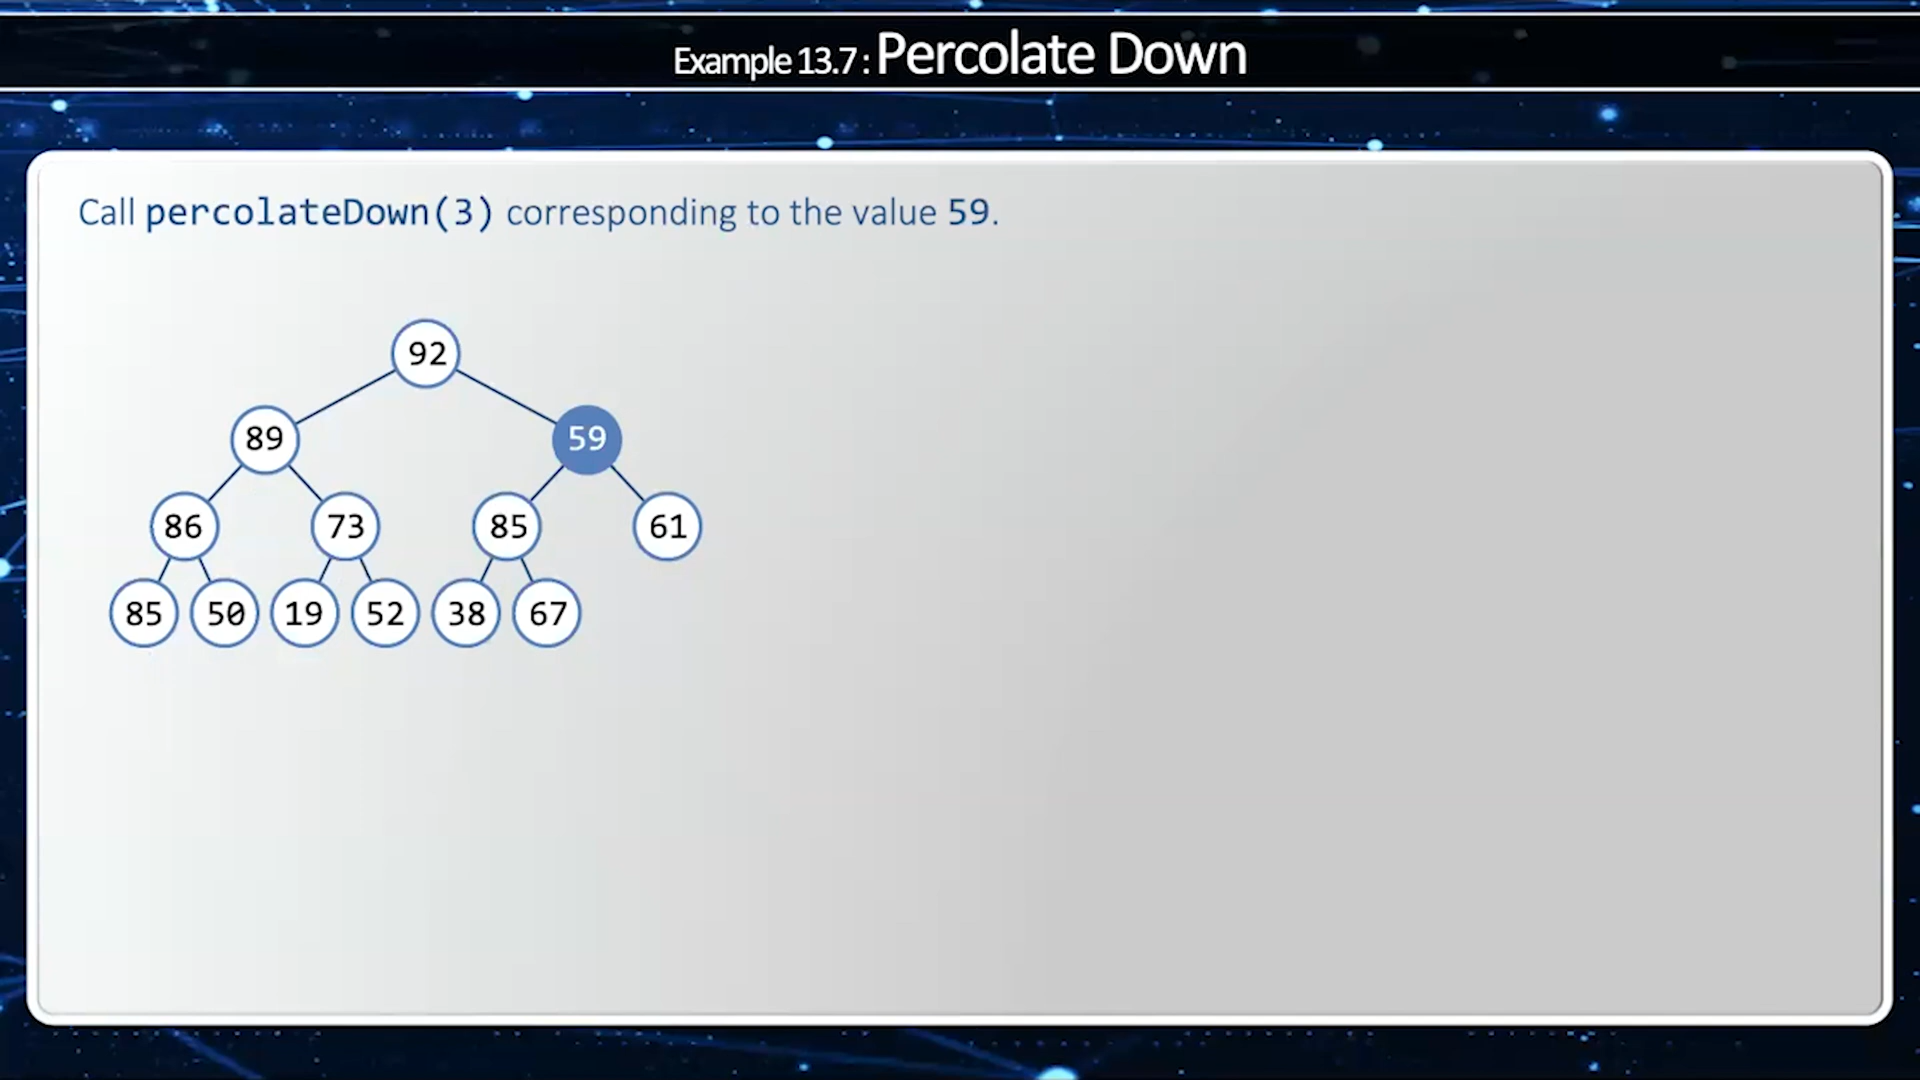 Example 13.7 : Percolate Down
Call percolateDown(3) corresponding to the value 59.
92
89 59
86 73 85 61
85 50 19 52 38 67